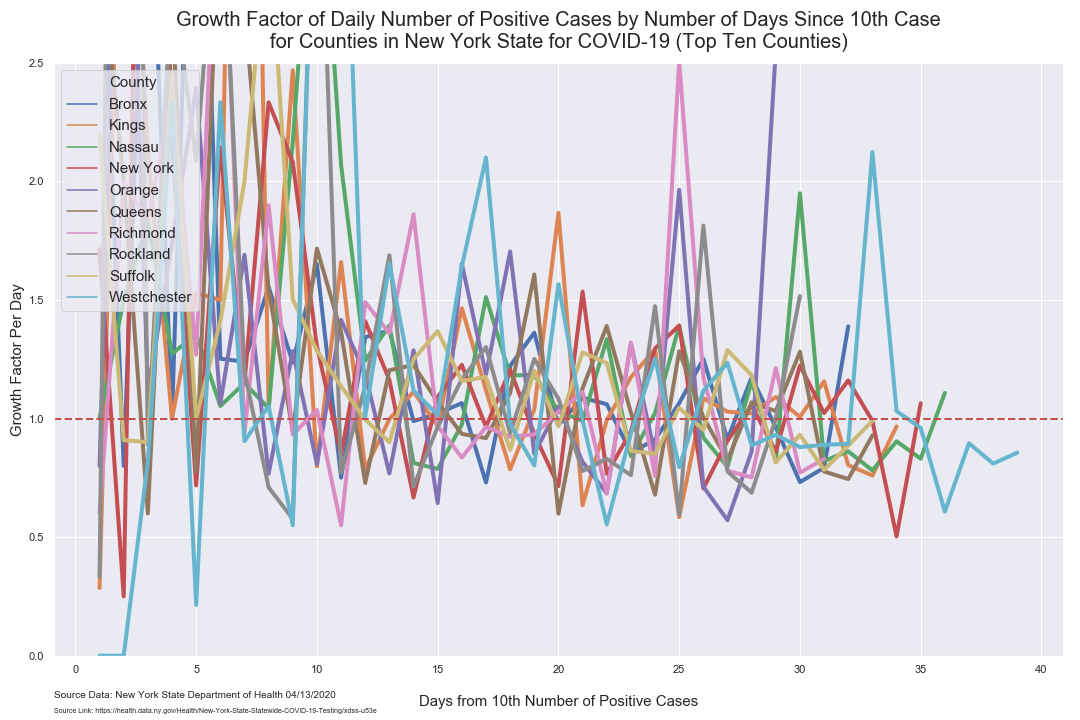 Growth Factor of Daily Number of Positive Cases by Number of Days Since 10th Case
for Counties in New York State for COVID-19 (Top Ten Counties)
2.5
2.0
1.5
1.0
0.5
0.0
Growth Factor Per Day
County
Bronx
Kings
Nassau
New York
Orange
Queens
Richmond
Rockland
Suffolk
Westchester
0 5 10 15 20 25 30 35 40
Days from 10th Number of Positive Cases
Source Data: New York State Department of Health 04/13/2020
Source Link: https://health.data.ny.gov/Health/New-York-State-Statewide-COVID-19-Testing/xdss-u53e